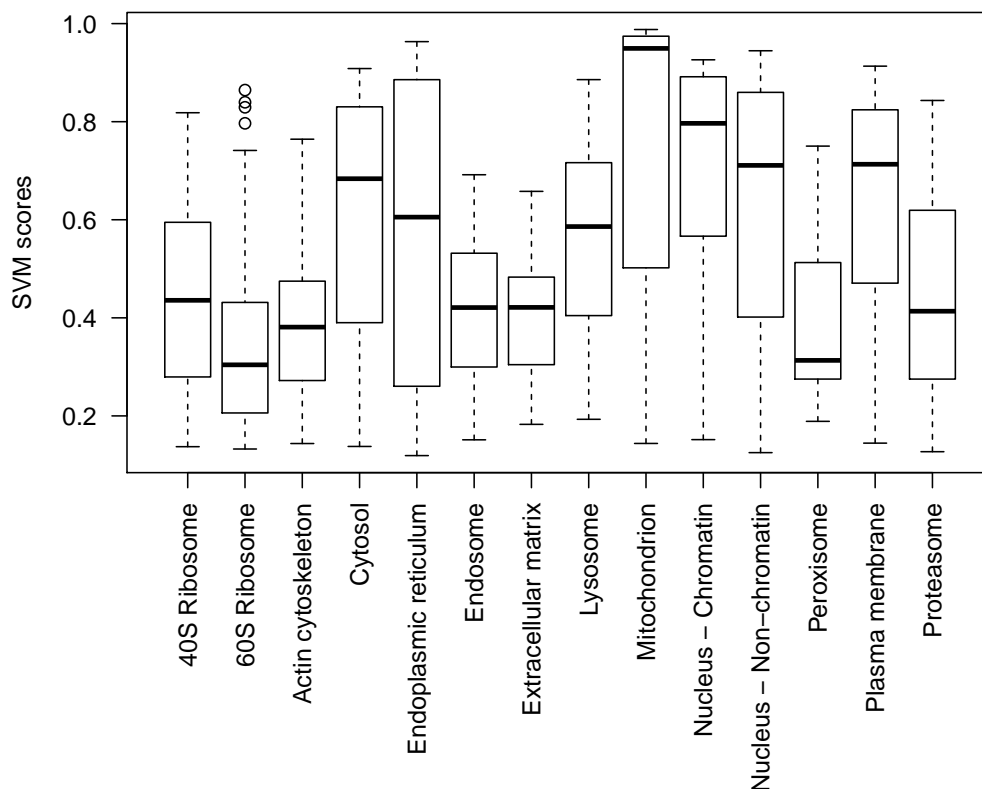 SVM scores
1.0
0.8
0.6
0.4
0.2
40S Ribosome
60S Ribosome
Actin cytoskeleton
Cytosol
Endoplasmic reticulum
Endosome
Extracellular matrix
Lysosome
Mitochondrion
Nucleus − Chromatin
Nucleus − Non−chromatin
Peroxisome
Plasma membrane
Proteasome